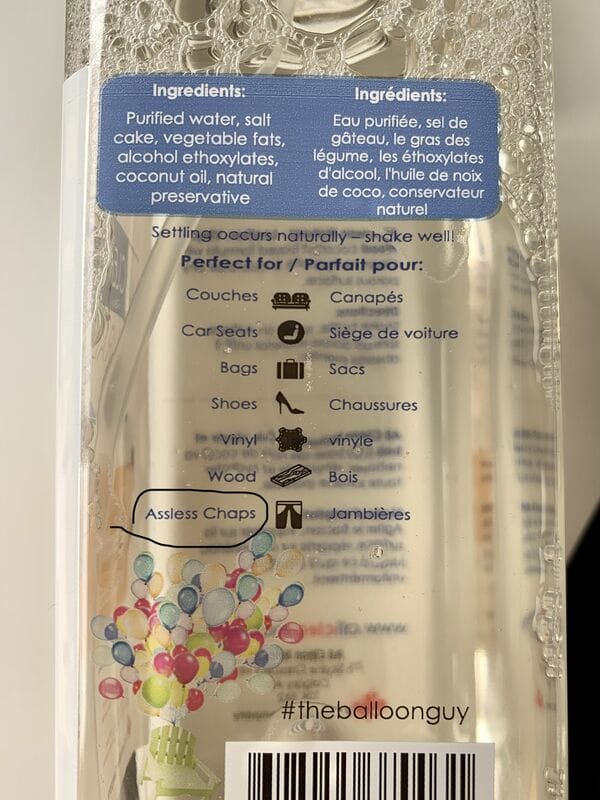 Ingredients:
Purified water, salt
cake, vegetable fats,
alcohol ethoxylates,
coconut oil, natural
preservative
Ingrédients:
Eau purifiée, sel de
gâteau, le gras des
légume, les éthoxylates
d'alcool, l'huile de noix
de coco, conservateur
naturel
Settling occurs naturally – shake well!
Perfect for / Parfait pour:
Couches Canapés
Car Seats Siège de voiture
Bags Sacs
Shoes Chaussures
Vinyl vinyle
Wood Bois
Assless Chaps Jambières
#theballoonguy